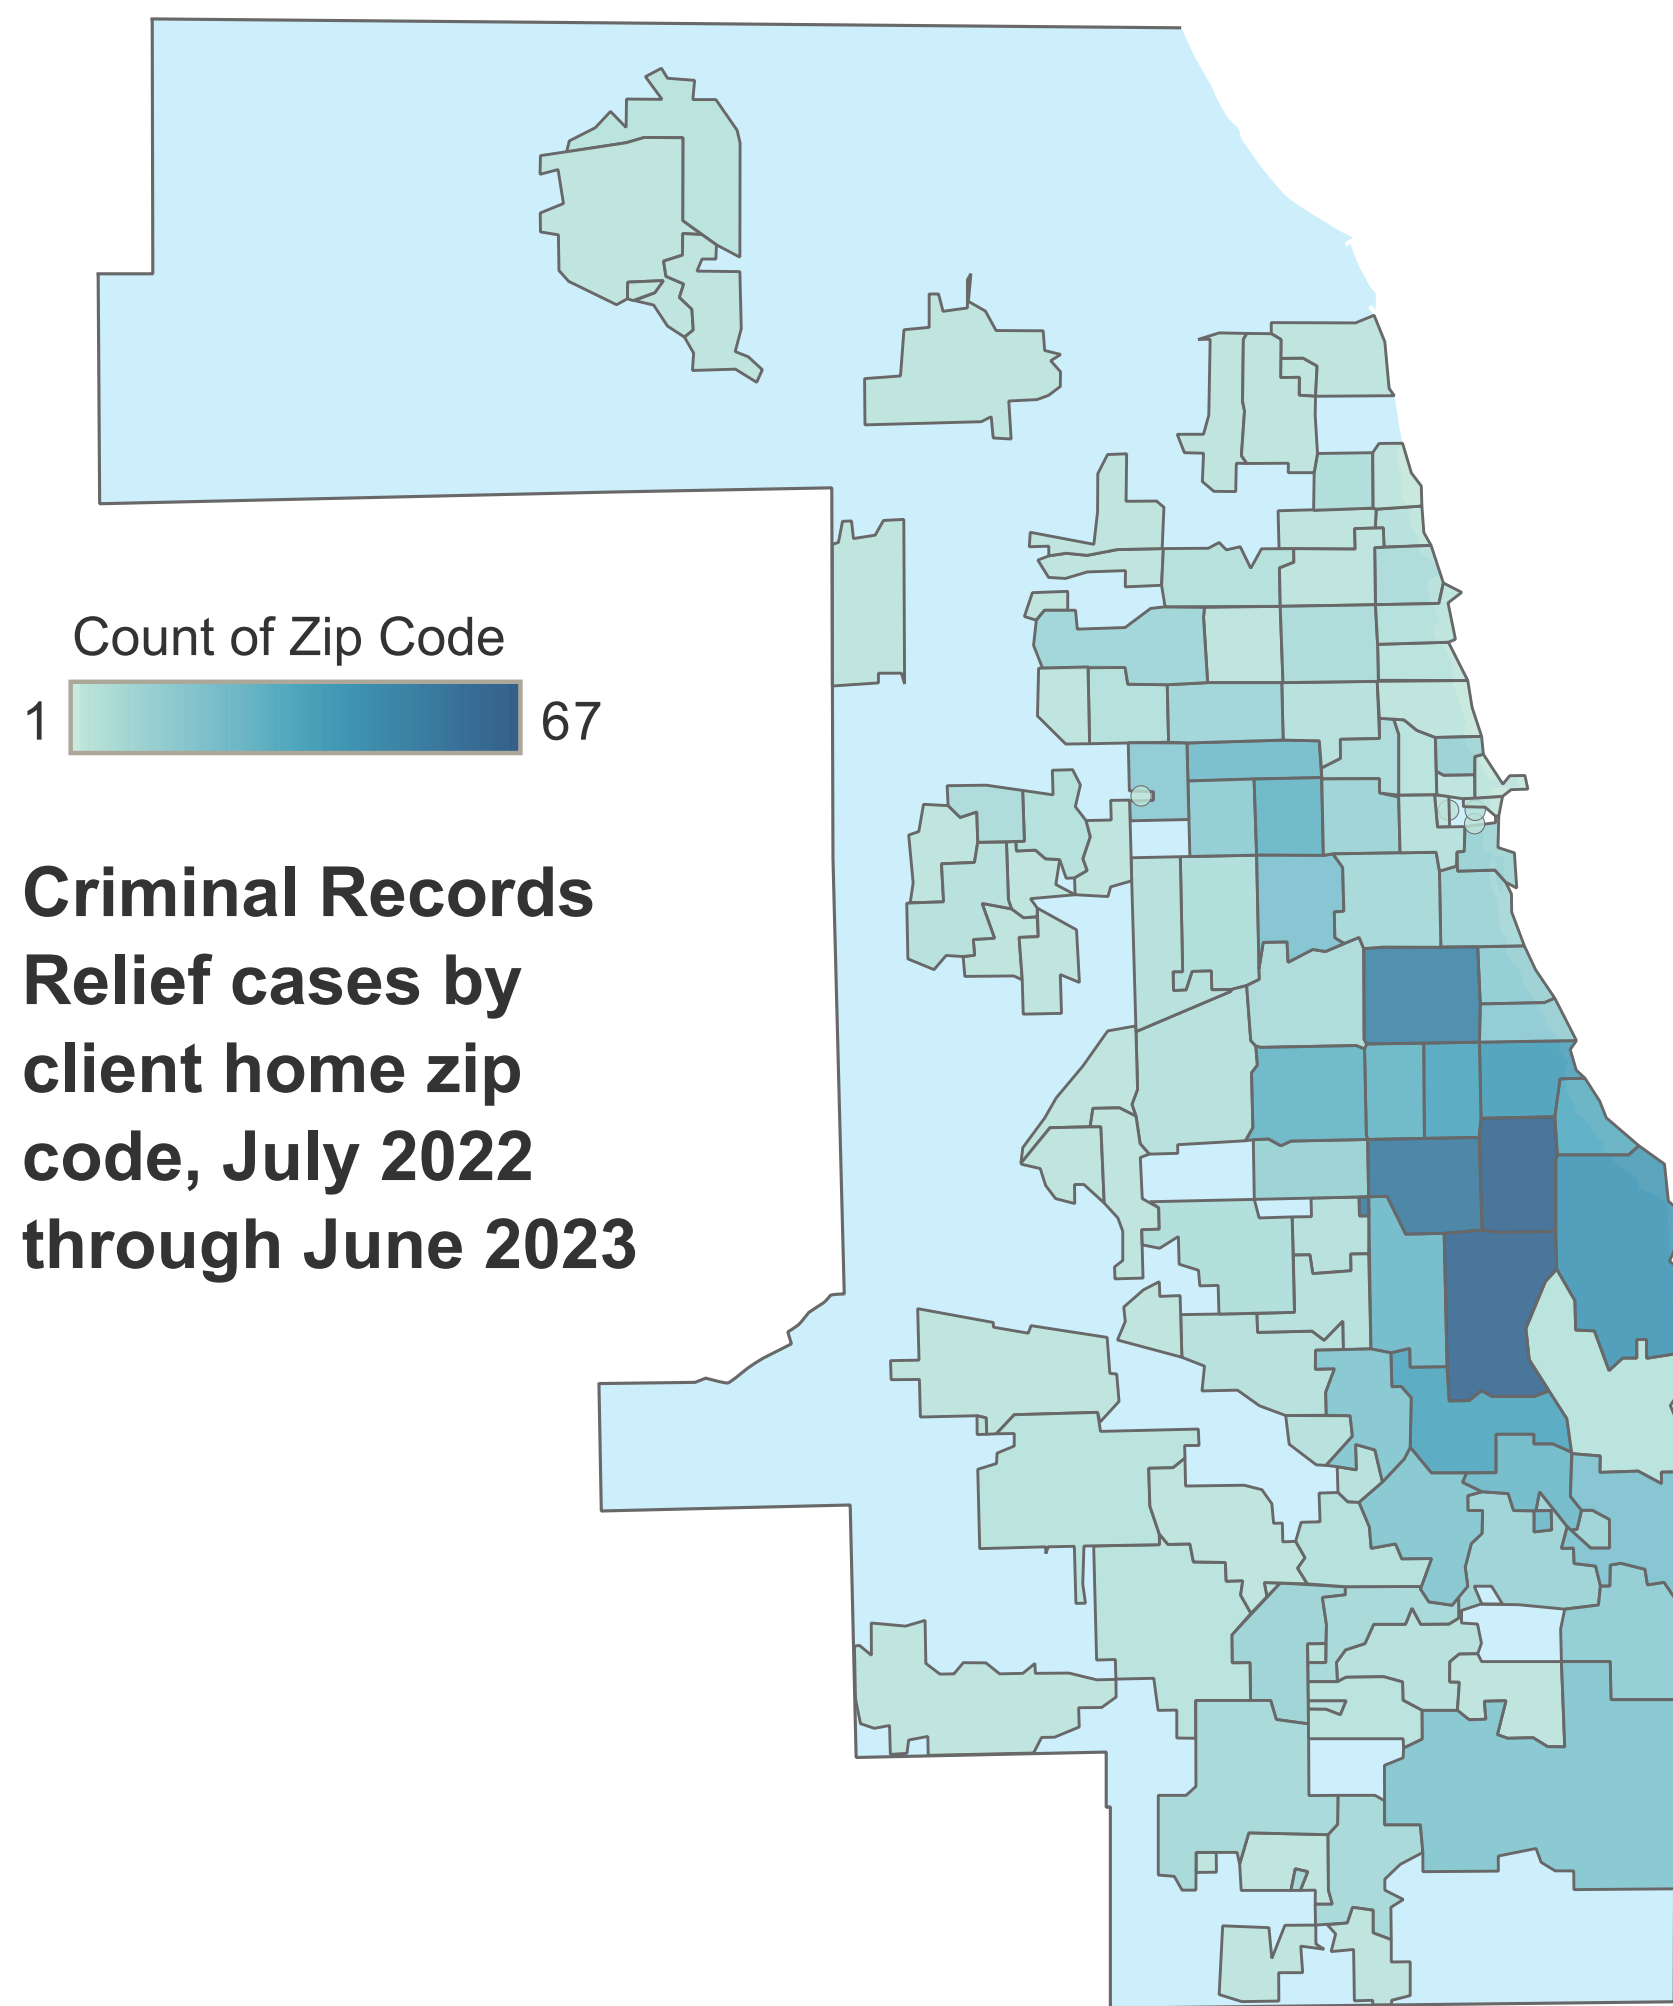 Count of Zip Code
1 67
Criminal Records
Relief cases by
client home zip
code, July 2022
through June 2023